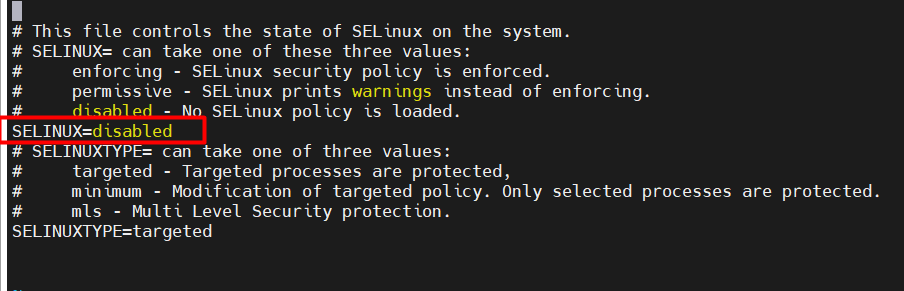 # This file controls the state of SELinux on the system.
# SELINUX= can take one of these three values:
#     enforcing - SELinux security policy is enforced.
#     permissive - SELinux prints warnings instead of enforcing.
#     disabled - No SELinux policy is loaded.
SELINUX=disabled
# SELINUXTYPE= can take one of three values:
#     targeted - Targeted processes are protected,
#     minimum - Modification of targeted policy. Only selected processes are protected.
#     mls - Multi Level Security protection.
SELINUXTYPE=targeted